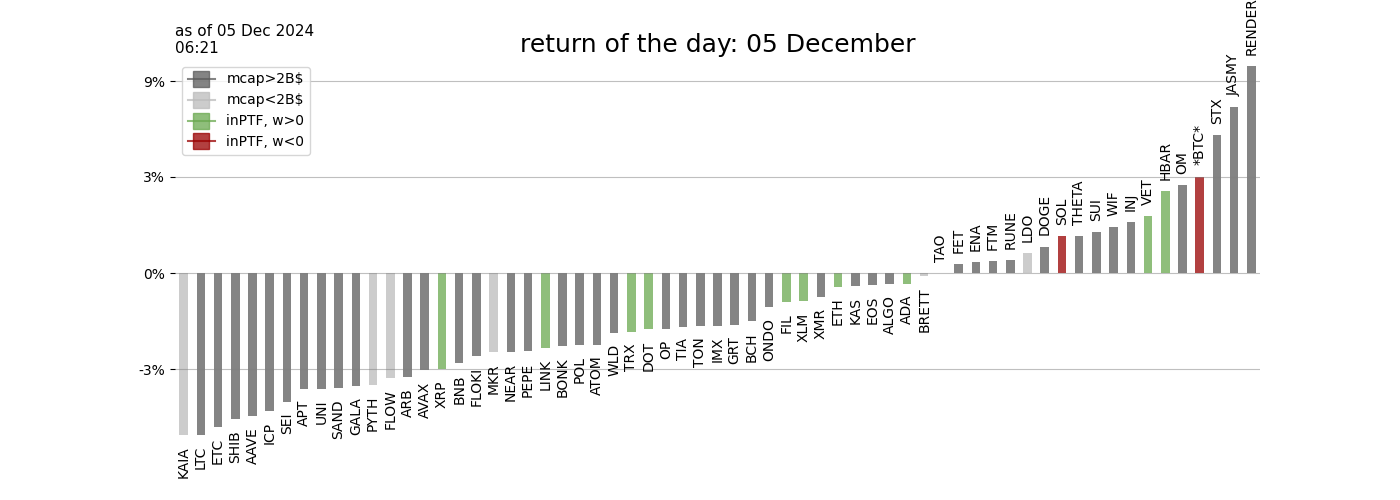 as of 05 Dec 2024
06:21
return of the day: 05 December
mcap>2B$
mcap<2B$
inPTF, w>0
inPTF, w<0
9%
3%
0%
-3%
KAIA
LTC
ETC
SHIB
AAVE
ICP
SEI
APT
UNI
SAND
GALA
PYTH
FLOW
ARB
AVAX
XRP
BNB
FLOKI
MKR
NEAR
PEPE
LINK
BONK
POL
ATOM
WLD
TRX
DOT
OP
TIA
TON
IMX
GRT
BCH
ONDO
FIL
XLM
XMR
ETH
KAS
EOS
ALGO
ADA
BRETT
TAO
FET
ENA
FTM
RUNE
LDO
DOGE
SOL
THETA
SUI
WIF
INJ
VET
HBAR
OM
*BTC*
STX
JASMY
RENDER